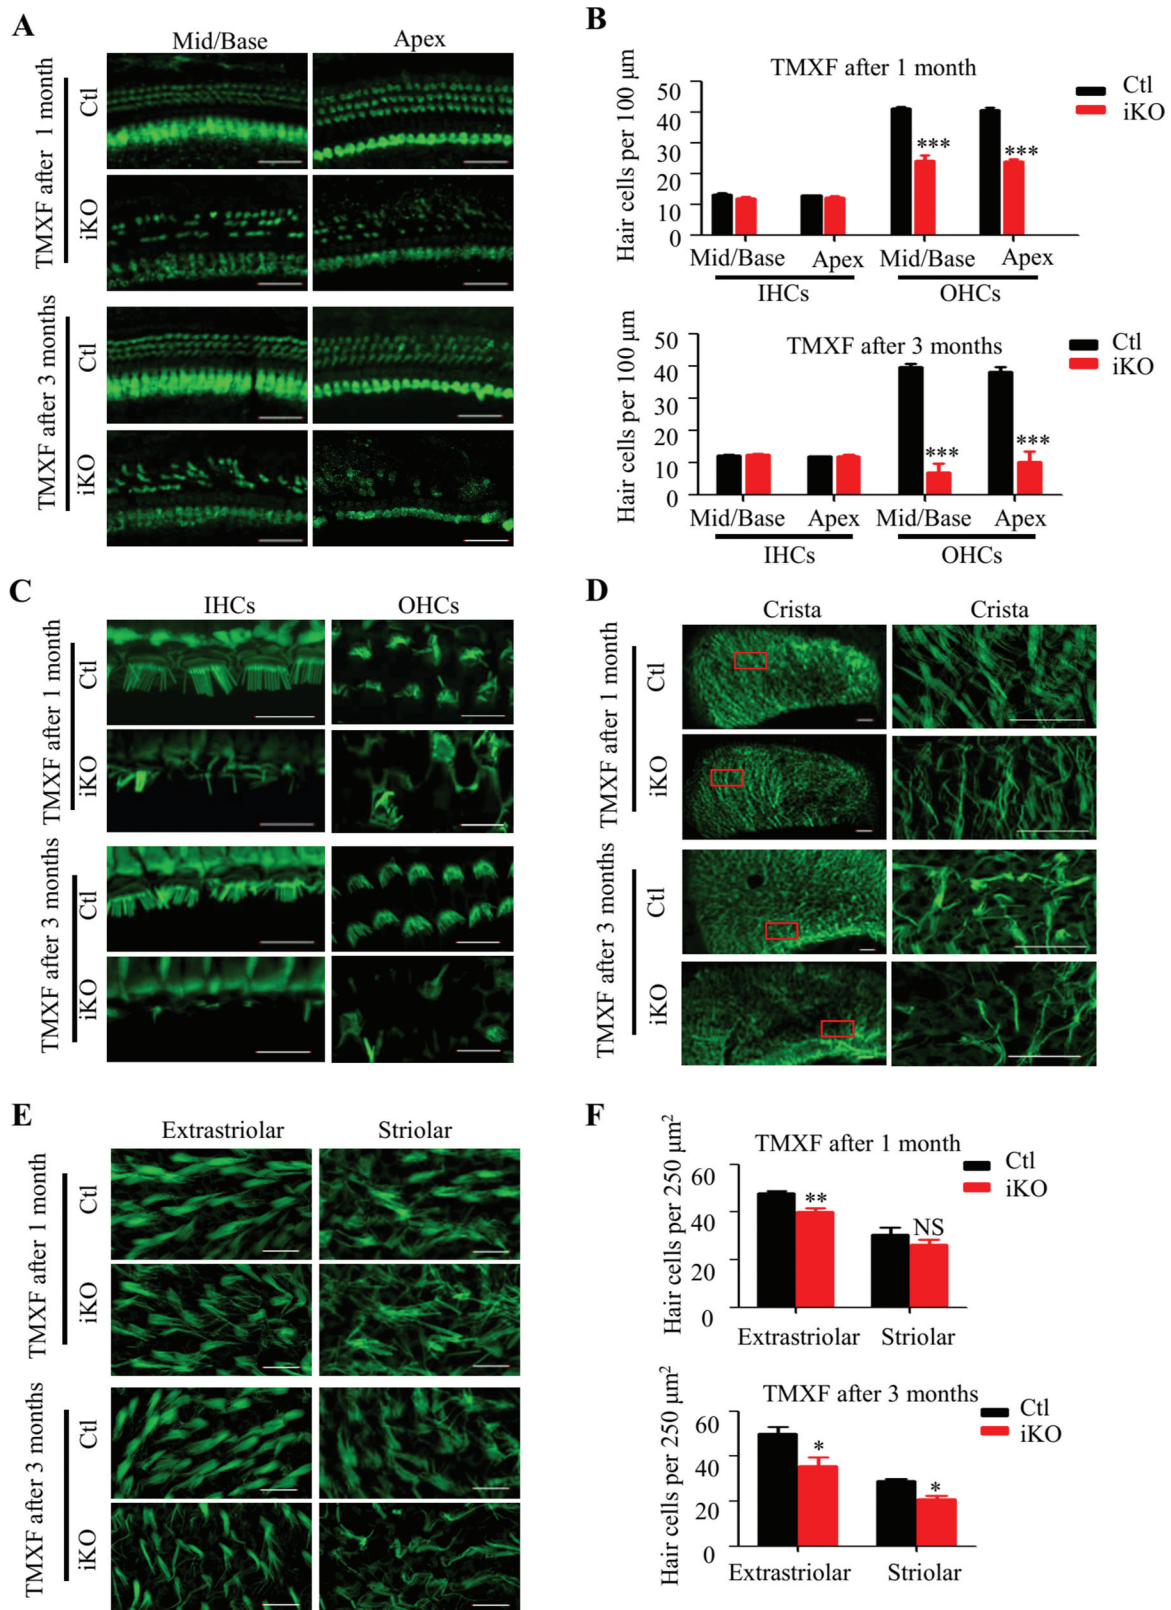 A
Mid/Base
Apex
TMXF after 1 month
Ctl
iKO
TMXF after 3 months
Ctl
iKO
B
TMXF after 1 month
Ctl
iKO
Hair cells per 100 μm
50
40
30
20
10
0
***
***
Mid/Base
Apex
Mid/Base
Apex
IHCs
OHCs
TMXF after 3 months
Ctl
iKO
Hair cells per 100 μm
50
40
30
20
10
0
***
***
Mid/Base
Apex
Mid/Base
Apex
IHCs
OHCs
C
IHCs
OHCs
TMXF after 1 month
Ctl
iKO
TMXF after 3 months
Ctl
iKO
D
Crista
Crista
TMXF after 1 month
Ctl
iKO
TMXF after 3 months
Ctl
iKO
E
Extrastriolar
Striolar
TMXF after 1 month
Ctl
iKO
TMXF after 3 months
Ctl
iKO
F
TMXF after 1 month
Ctl
iKO
Hair cells per 250 μm²
60
40
20
0
**
NS
Extrastriolar
Striolar
TMXF after 3 months
Ctl
iKO
Hair cells per 250 μm²
60
40
20
0
*
*
Extrastriolar
Striolar